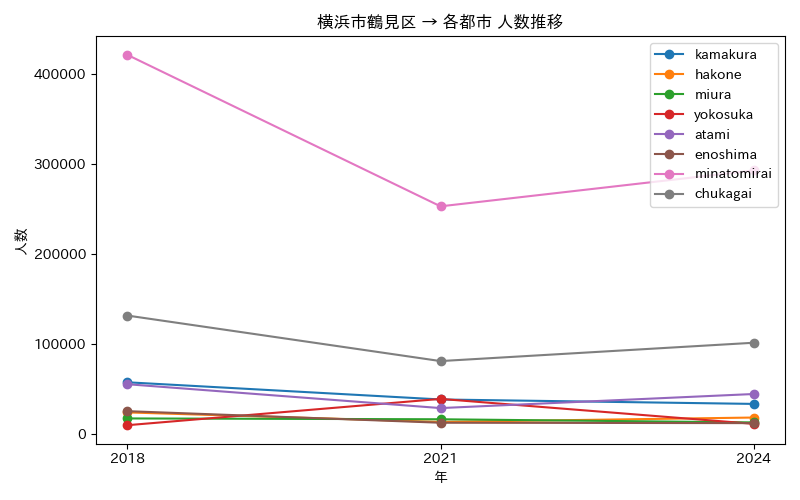 横浜市鶴見区 → 各都市 人数推移
400000
300000
200000
100000
0
人数
2018
2021
2024
年
kamakura
hakone
miura
yokosuka
atami
enoshima
minatomirai
chukagai